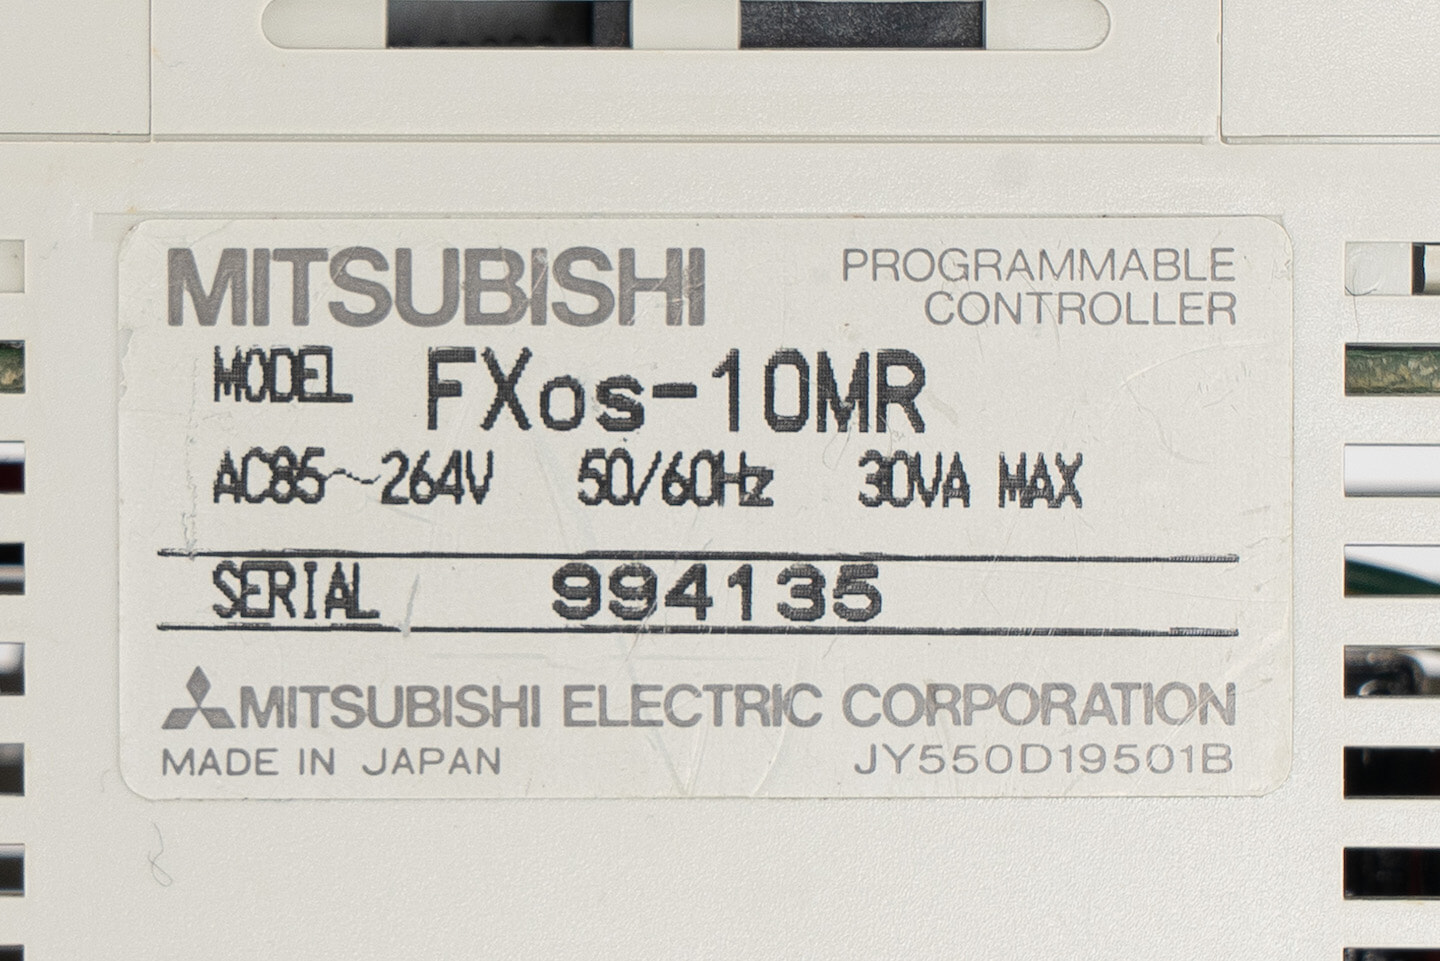 MITSUBISHI PROGRAMMABLE
CONTROLLER
MODEL FXos-10MR
AC85~264V 50/60Hz 30VA MAX
SERIAL 994135
MITSUBISHI ELECTRIC CORPORATION
MADE IN JAPAN JY550D19501B